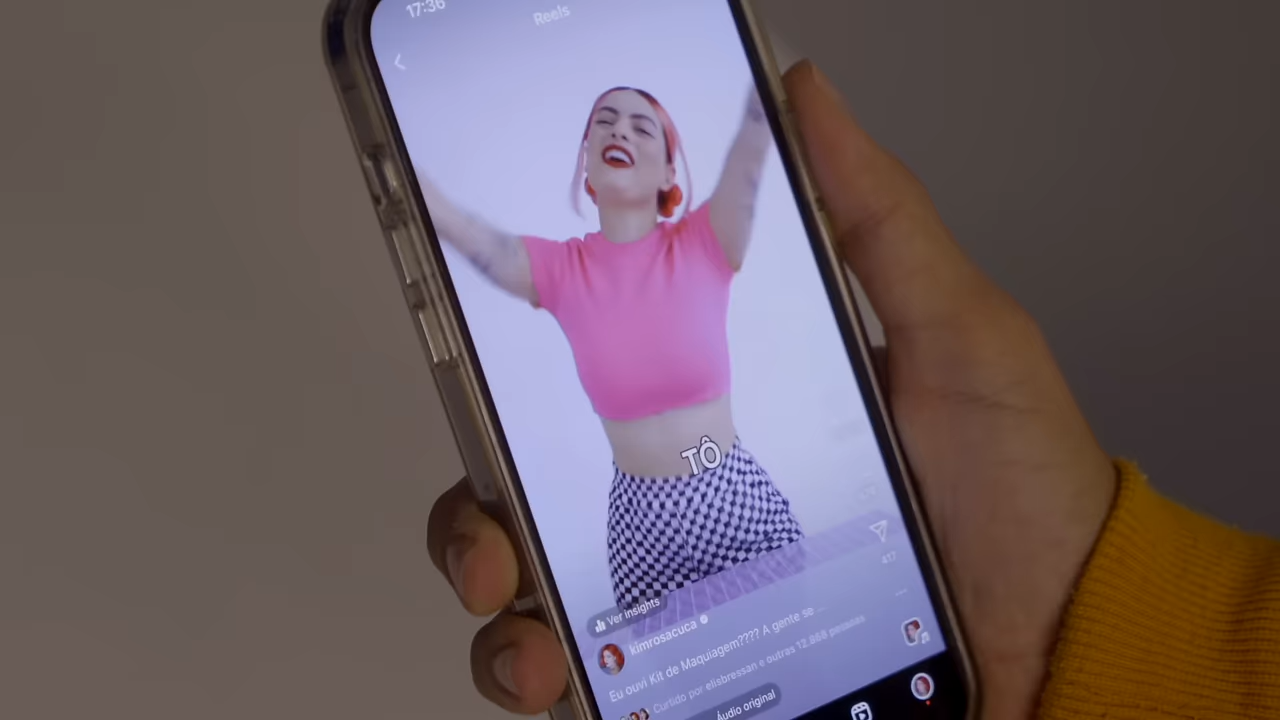 17:36
Reels
TÔ
417
Ver insights
kimrosacuca
Eu ouvi Kit de Maquiagem???? A gente se ...
Curtido por elisbressan e outras 12.868 pessoas
Áudio original